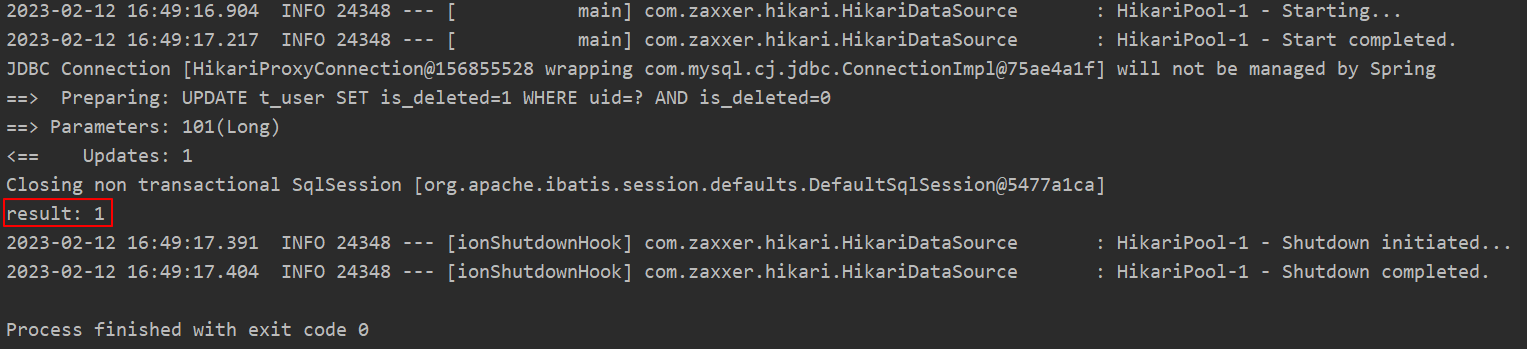 2023-02-12 16:49:16.904  INFO 24348 --- [           main] com.zaxxer.hikari.HikariDataSource       : HikariPool-1 - Starting...
2023-02-12 16:49:17.217  INFO 24348 --- [           main] com.zaxxer.hikari.HikariDataSource       : HikariPool-1 - Start completed.
JDBC Connection [HikariProxyConnection@156855528 wrapping com.mysql.cj.jdbc.ConnectionImpl@75ae4a1f] will not be managed by Spring
==>  Preparing: UPDATE t_user SET is_deleted=1 WHERE uid=? AND is_deleted=0
==> Parameters: 101(Long)
<==    Updates: 1
Closing non transactional SqlSession [org.apache.ibatis.session.defaults.DefaultSqlSession@5477a1ca]
result: 1
2023-02-12 16:49:17.391  INFO 24348 --- [ionShutdownHook] com.zaxxer.hikari.HikariDataSource       : HikariPool-1 - Shutdown initiated...
2023-02-12 16:49:17.404  INFO 24348 --- [ionShutdownHook] com.zaxxer.hikari.HikariDataSource       : HikariPool-1 - Shutdown completed.
Process finished with exit code 0